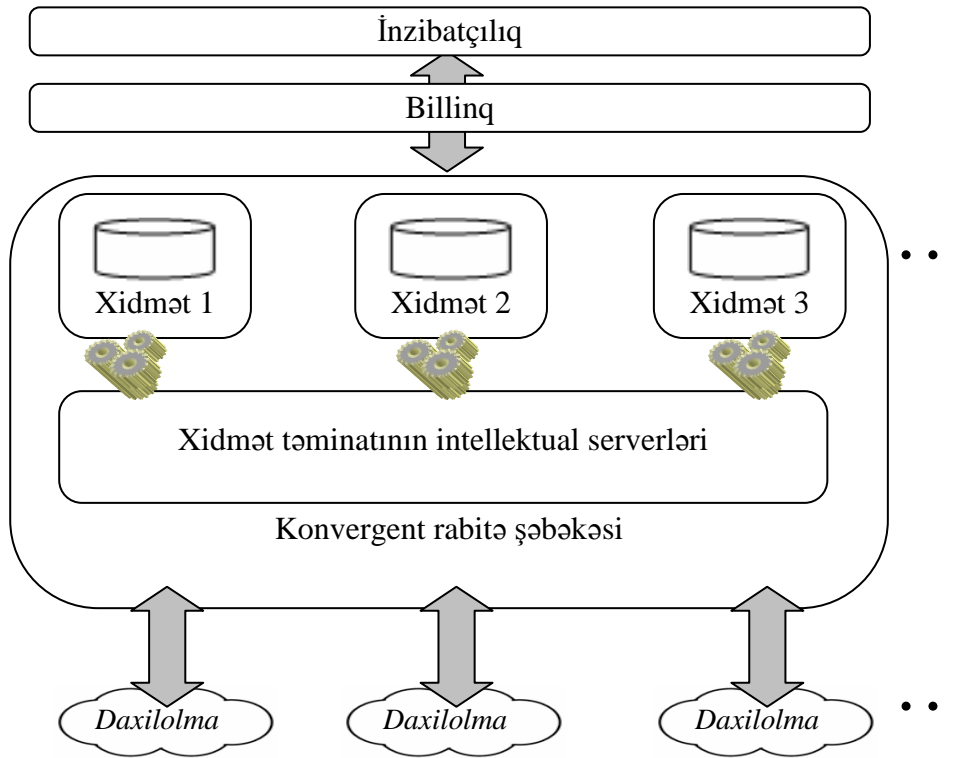 İnzibatçılıq
Billinq
Xidmət 1
Xidmət 2
Xidmət 3
Xidmət təminatının intellektual serverləri
Konvergent rabitə şəbəkəsi
Daxilolma
Daxilolma
Daxilolma